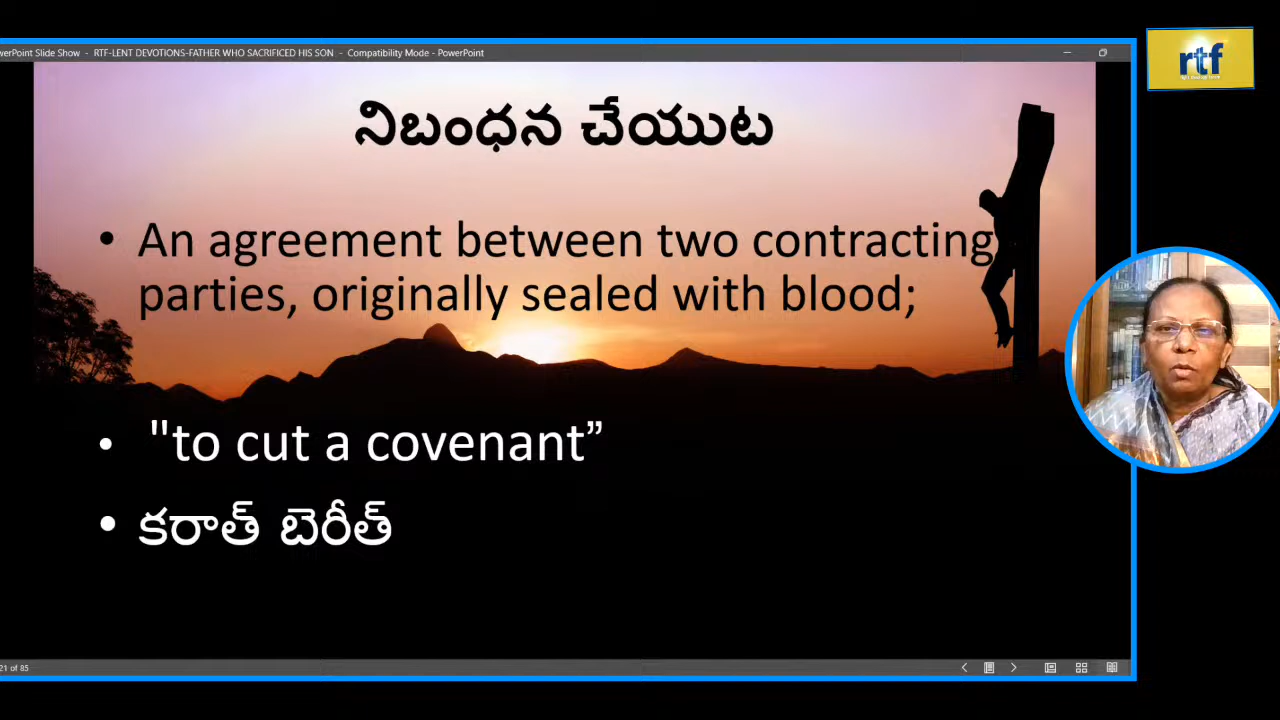 werPoint Slide Show - RTF-LENT DEVOTIONS-FATHER WHO SACRIFICED HIS SON - Compatibility Mode - PowerPoint
rtf
నిబంధన చేయుట
• An agreement between two contracting
parties, originally sealed with blood;
• "to cut a covenant”
• కరాత్ బెరీత్
21 of 85